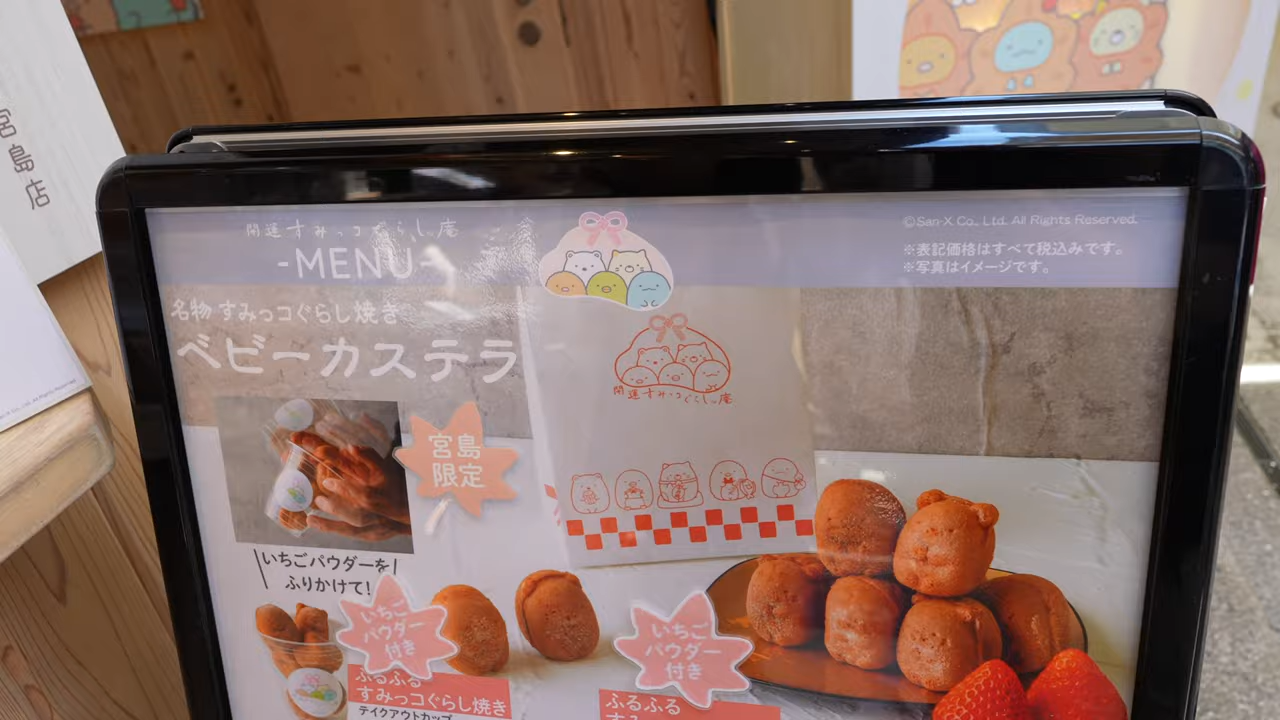 宮島店
開運すみっコぐらし庵
-MENU-
©San-X Co., Ltd. All Rights Reserved.
※表記価格はすべて税込みです。
※写真はイメージです。
名物 すみっコぐらし焼き
ベビーカステラ
開運すみっコぐらし庵
宮島
限定
いちごパウダーを
ふりかけて!
いちご
パウダー
付き
いちご
パウダー
付き
ふるふる
すみっコぐらし焼き
テイクアウトカップ
ふるふる